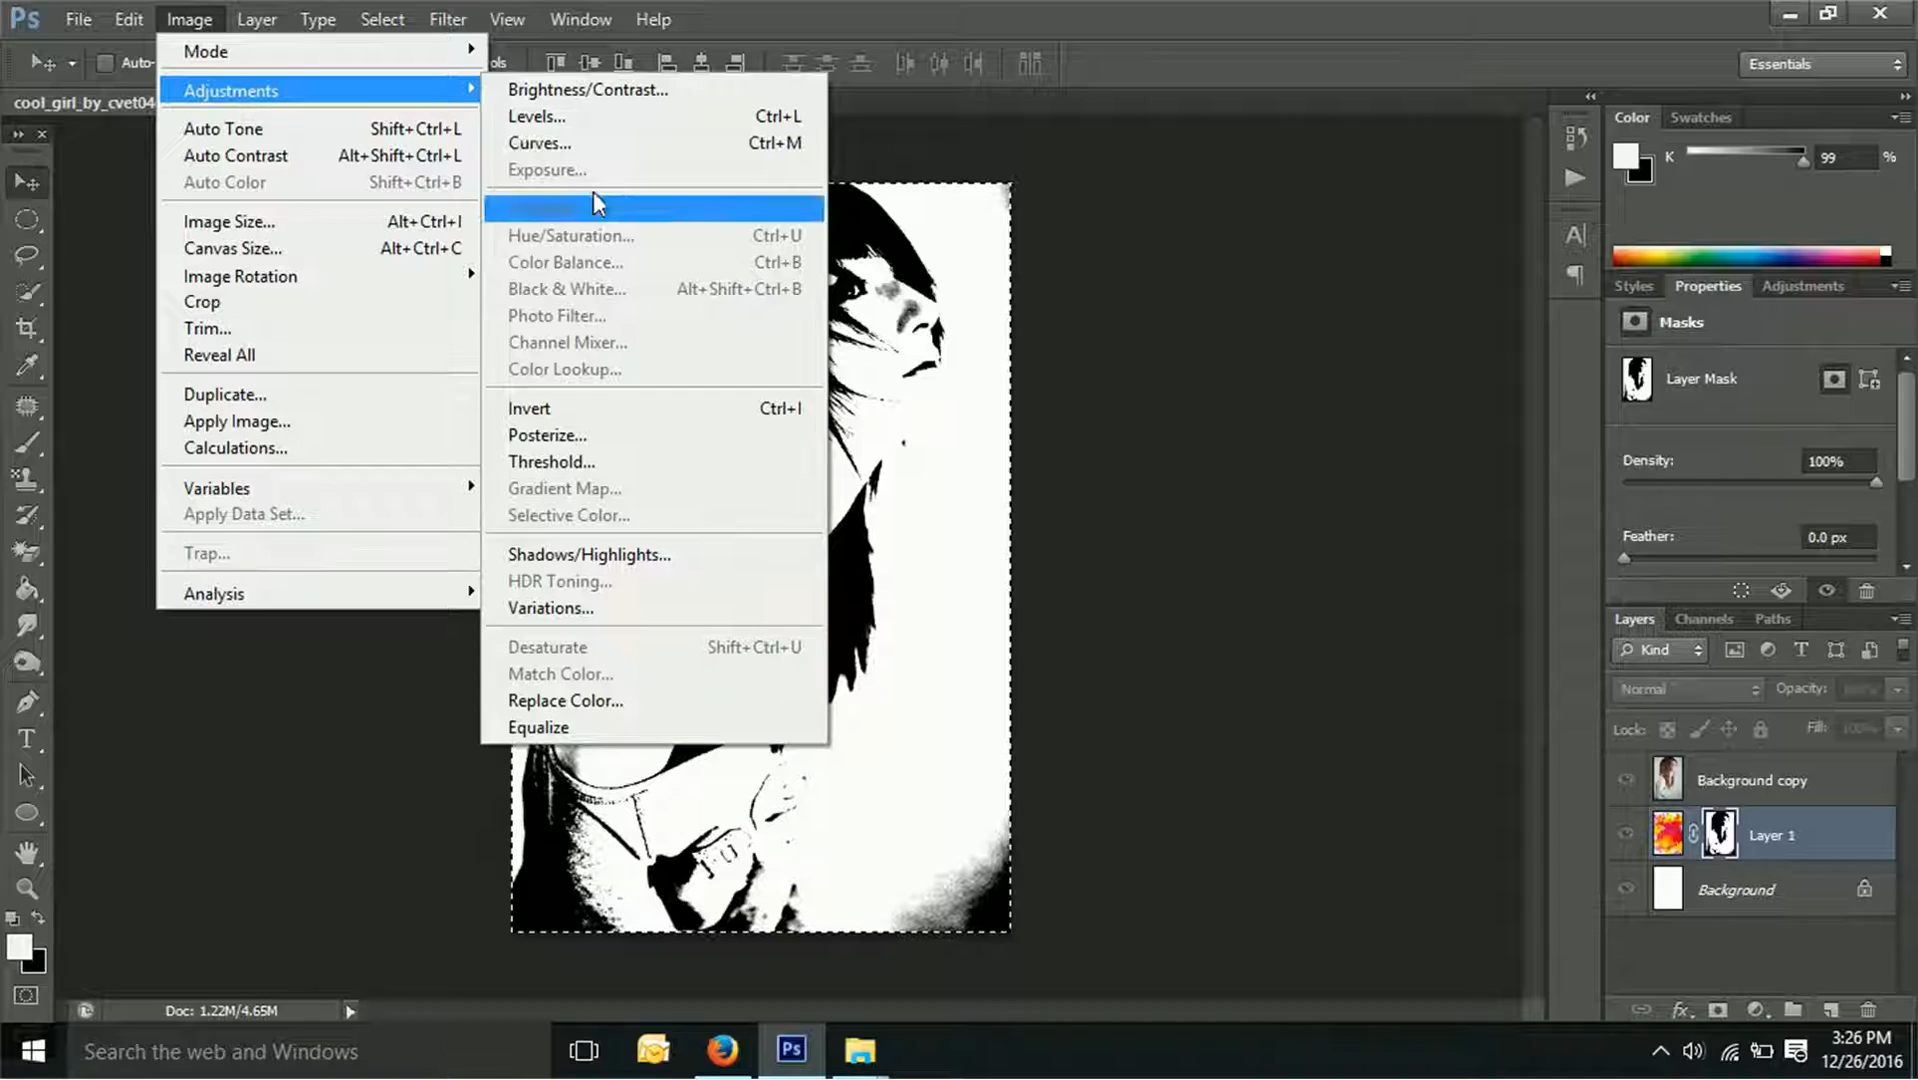 Ps File Edit Image Layer Type Select Filter View Window Help
Auto-
ols
Essentials
cool_girl_by_cvet04
Mode
Adjustments
Auto Tone Shift+Ctrl+L
Auto Contrast Alt+Shift+Ctrl+L
Auto Color Shift+Ctrl+B
Image Size... Alt+Ctrl+I
Canvas Size... Alt+Ctrl+C
Image Rotation
Crop
Trim...
Reveal All
Duplicate...
Apply Image...
Calculations...
Variables
Apply Data Set...
Trap...
Analysis
Brightness/Contrast...
Levels... Ctrl+L
Curves... Ctrl+M
Exposure...
Hue/Saturation... Ctrl+U
Color Balance... Ctrl+B
Black & White... Alt+Shift+Ctrl+B
Photo Filter...
Channel Mixer...
Color Lookup...
Invert Ctrl+I
Posterize...
Threshold...
Gradient Map...
Selective Color...
Shadows/Highlights...
HDR Toning...
Variations...
Desaturate Shift+Ctrl+U
Match Color...
Replace Color...
Equalize
Color Swatches
K 99 %
Styles Properties Adjustments
Masks
Layer Mask
Density: 100%
Feather: 0.0 px
Layers Channels Paths
Kind
Normal Opacity:
Lock: Fill:
Background copy
Layer 1
Background
Doc: 1.22M/4.65M
Search the web and Windows
Ps
3:26 PM
12/26/2016